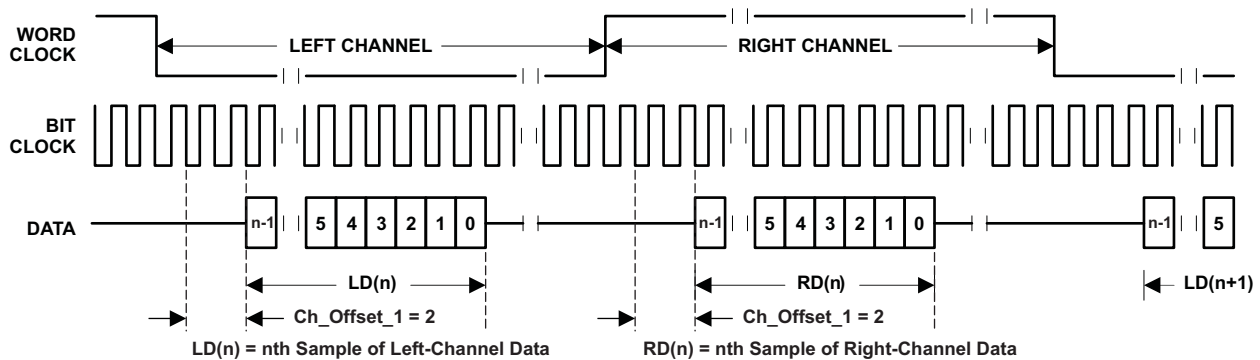 WORD CLOCK
LEFT CHANNEL
RIGHT CHANNEL
BIT CLOCK
DATA
n-1 5 4 3 2 1 0
n-1 5 4 3 2 1 0
n-1 5
LD(n)
RD(n)
LD(n+1)
Ch_Offset_1 = 2
Ch_Offset_1 = 2
LD(n) = nth Sample of Left-Channel Data
RD(n) = nth Sample of Right-Channel Data